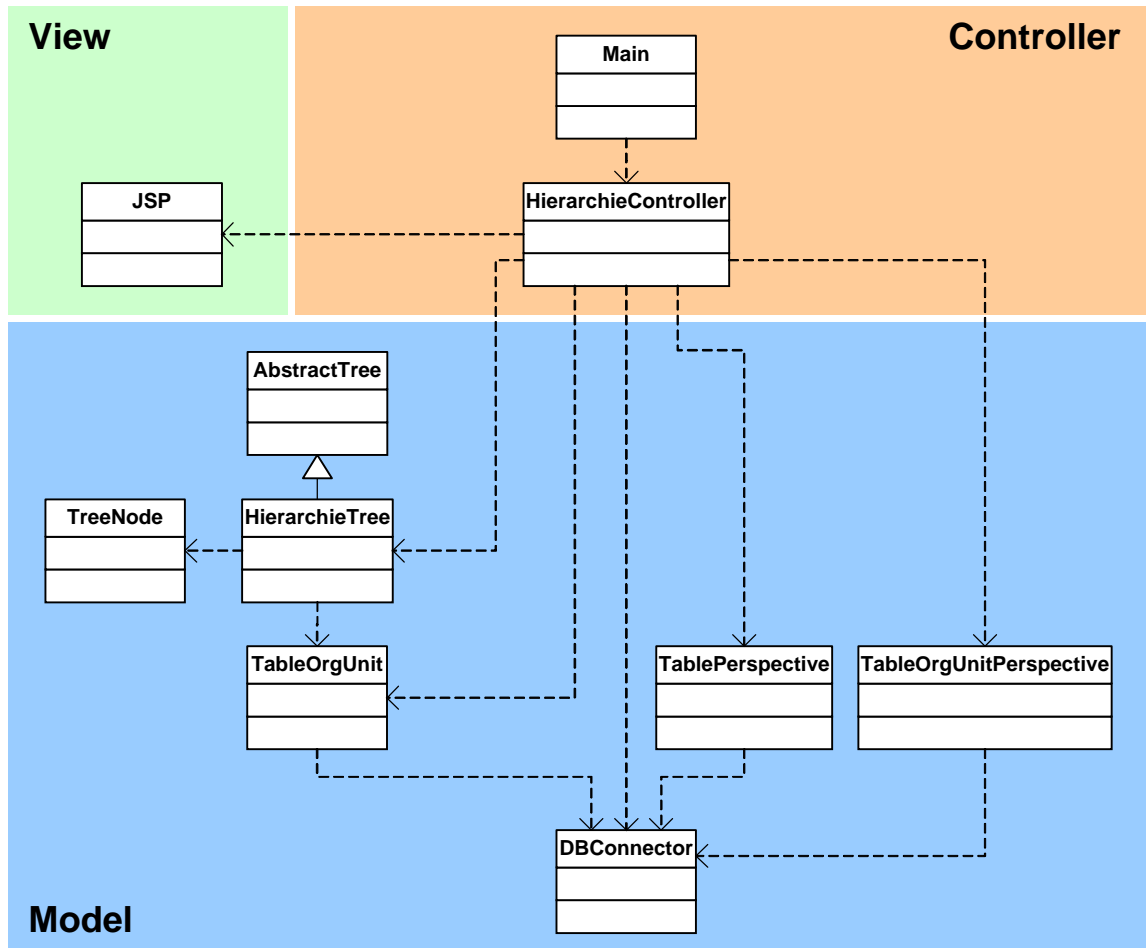 View
Controller
Main
JSP
HierarchieController
AbstractTree
TreeNode
HierarchieTree
TableOrgUnit
TablePerspective
TableOrgUnitPerspective
DBConnector
Model